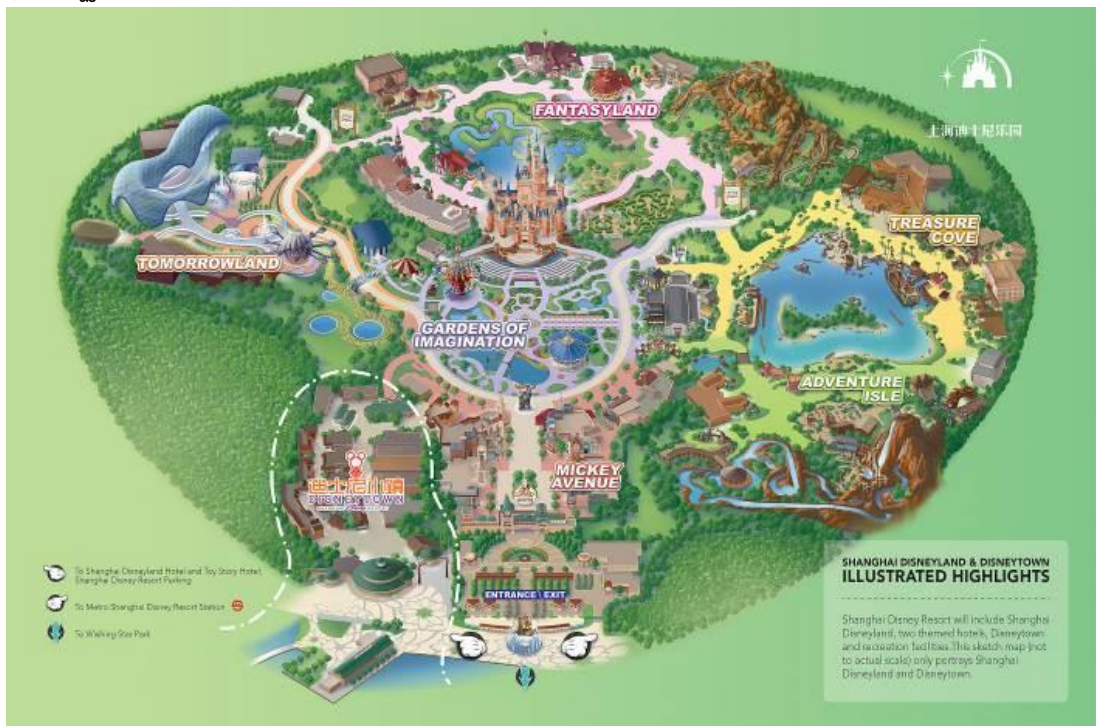 as
FANTASYLAND
上海迪士尼乐园
TREASURE
COVE
TOMORROWLAND
GARDENS OF
IMAGINATION
ADVENTURE
ISLE
MICKEY
AVENUE
迪士尼小镇
DISNEYTOWN
ENTRANCE EXIT
To Shanghai Disneyland Hotel and Toy Story Hotel,
Shanghai Disney Resort Parking
To Metro Shanghai Disney Resort Station
To Wishing Star Park
SHANGHAI DISNEYLAND & DISNEYTOWN
ILLUSTRATED HIGHLIGHTS
Shanghai Disney Resort will include Shanghai
Disneyland, two themed hotels, Disneytown
and recreation facilities. This sketch map (not
to actual scale) only portrays Shanghai
Disneyland and Disneytown.